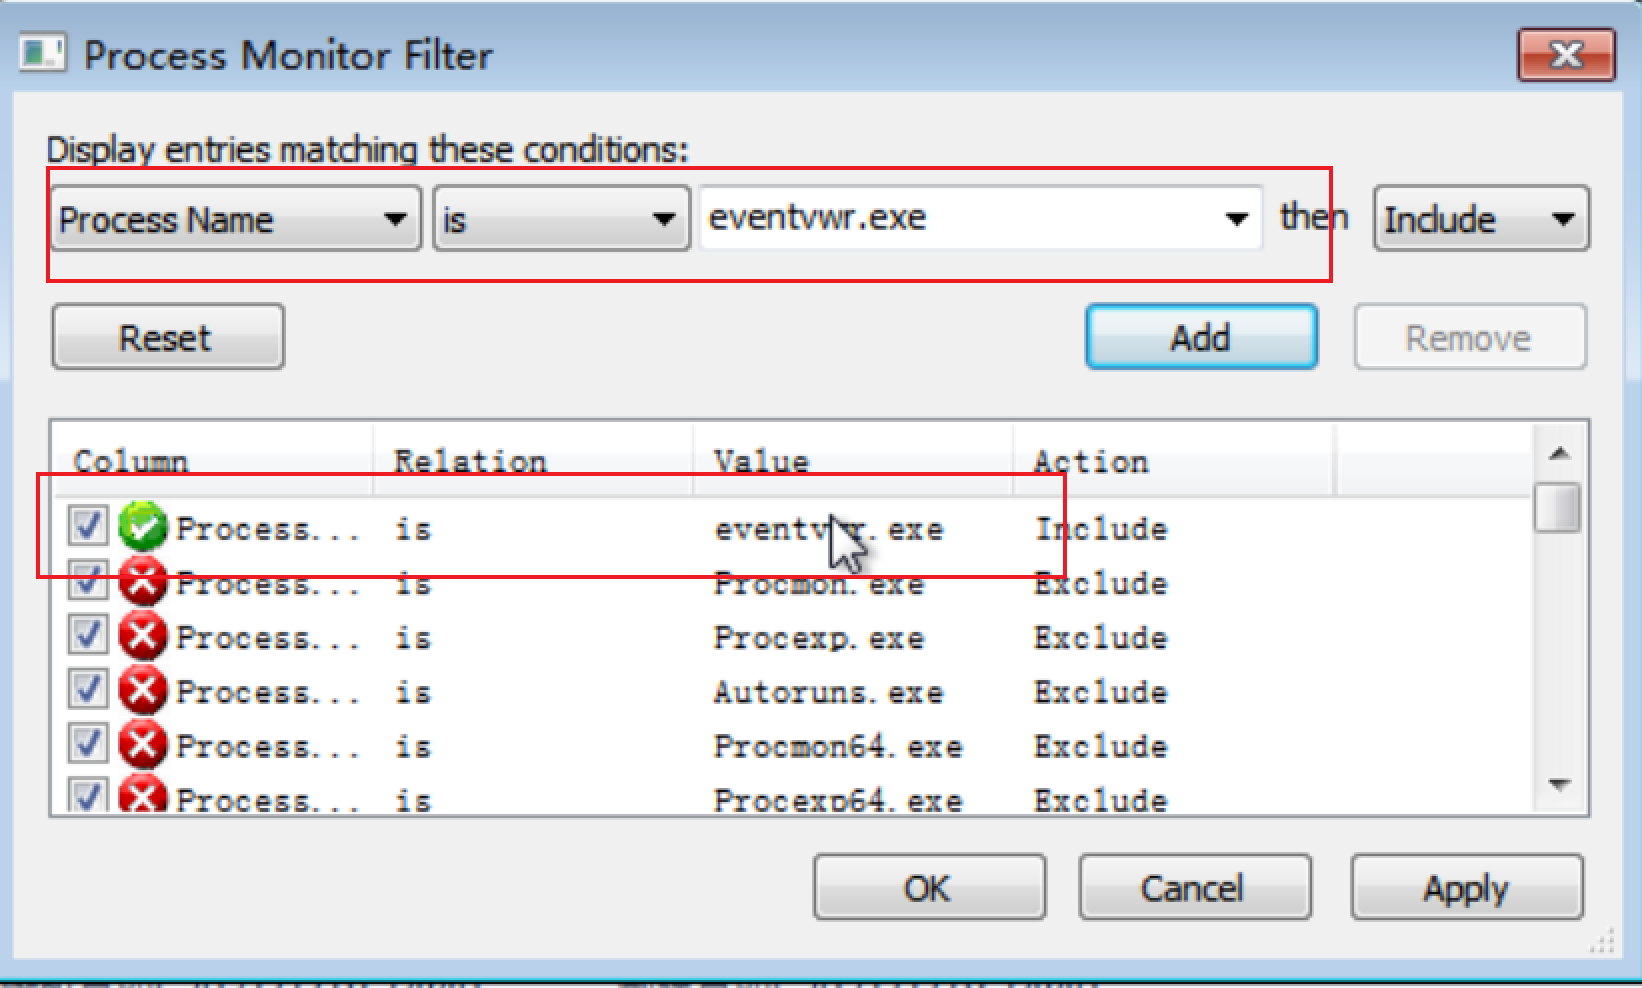 Process Monitor Filter
Display entries matching these conditions:
Process Name is eventvwr.exe then Include
Reset Add Remove
Column Relation Value Action
Process... is eventvwr.exe Include
Process... is Procmon.exe Exclude
Process... is Procexp.exe Exclude
Process... is Autoruns.exe Exclude
Process... is Procmon64.exe Exclude
Process... is Procexp64.exe Exclude
OK Cancel Apply